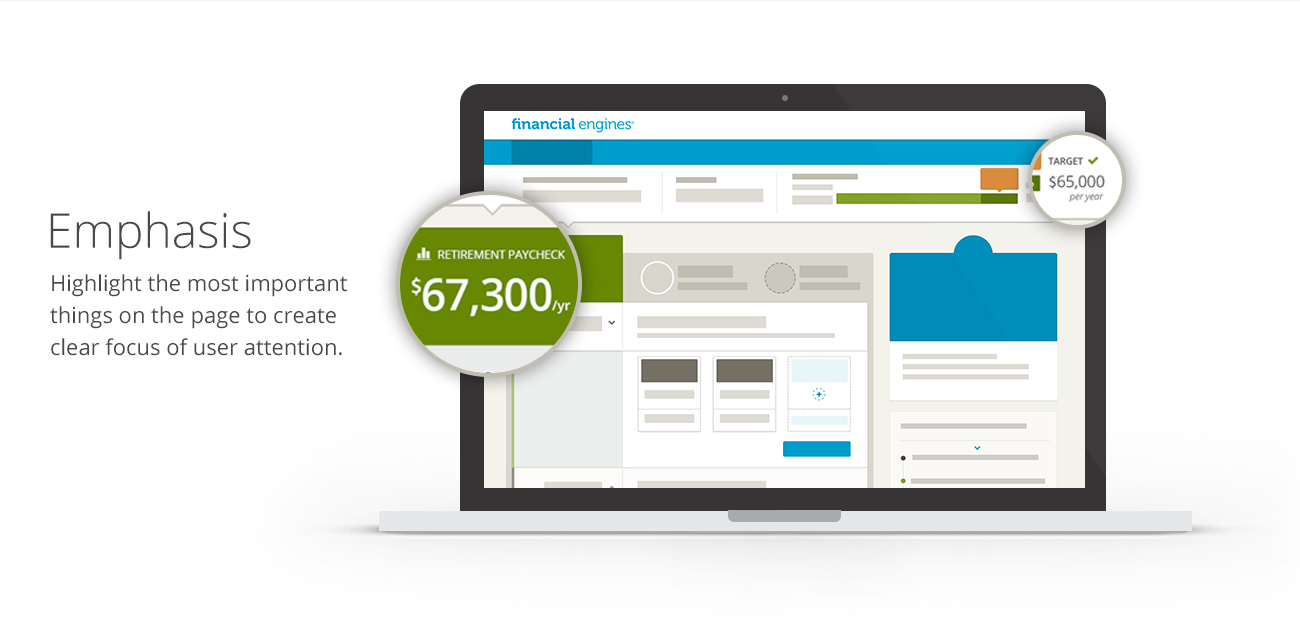 Emphasis
Highlight the most important
things on the page to create
clear focus of user attention.
financial engines®
TARGET
$65,000
per year
RETIREMENT PAYCHECK
$67,300/yr